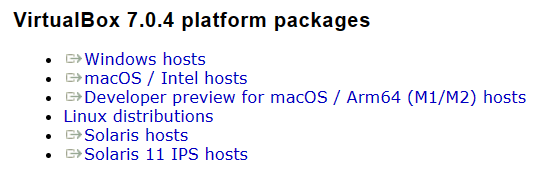 VirtualBox 7.0.4 platform packages
Windows hosts
macOS / Intel hosts
Developer preview for macOS / Arm64 (M1/M2) hosts
Linux distributions
Solaris hosts
Solaris 11 IPS hosts